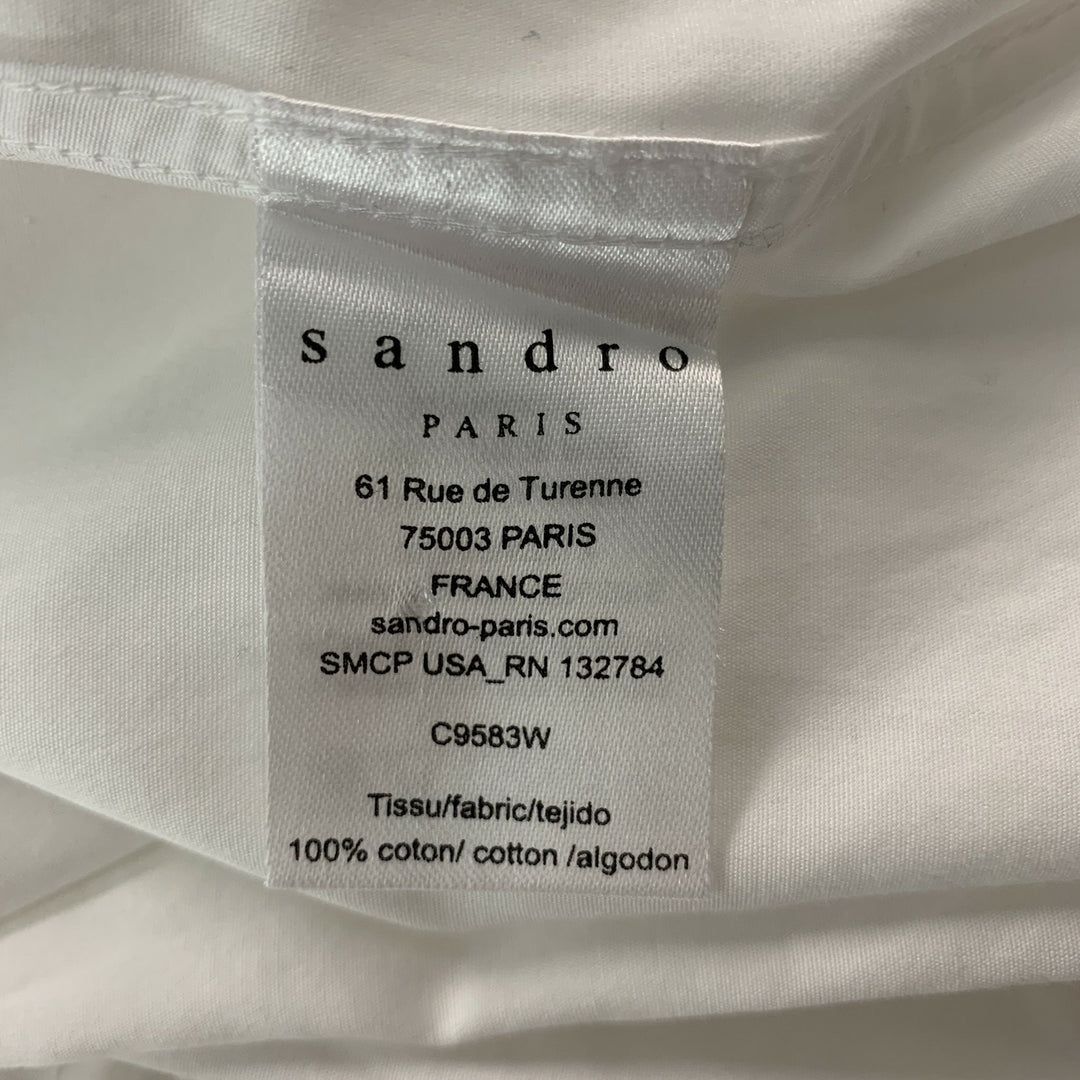 sandro
PARIS
61 Rue de Turenne
75003 PARIS
FRANCE
sandro-paris.com
SMCP USA_RN 132784
C9583W
Tissu/fabric/tejido
100% coton/ cotton /algodon